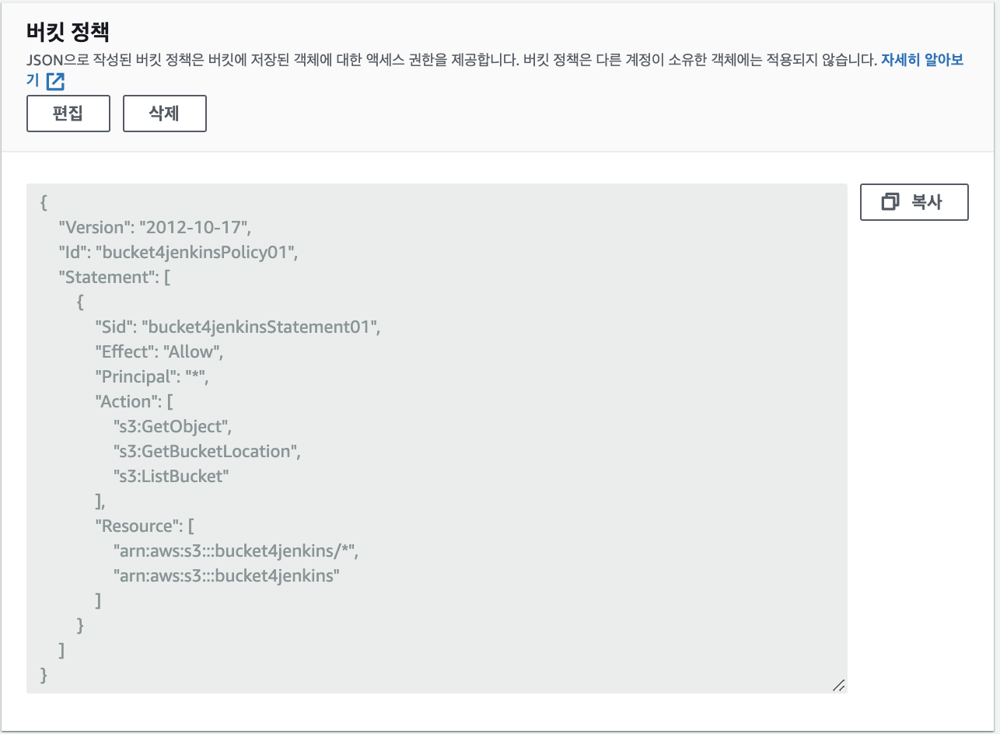 버킷 정책
JSON으로 작성된 버킷 정책은 버킷에 저장된 객체에 대한 액세스 권한을 제공합니다. 버킷 정책은 다른 계정이 소유한 객체에는 적용되지 않습니다. 자세히 알아보
기
편집 삭제
{
"Version": "2012-10-17",
"Id": "bucket4jenkinsPolicy01",
"Statement": [
{
"Sid": "bucket4jenkinsStatement01",
"Effect": "Allow",
"Principal": "*",
"Action": [
"s3:GetObject",
"s3:GetBucketLocation",
"s3:ListBucket"
],
"Resource": [
"arn:aws:s3:::bucket4jenkins/*",
"arn:aws:s3:::bucket4jenkins"
]
}
]
}
복사